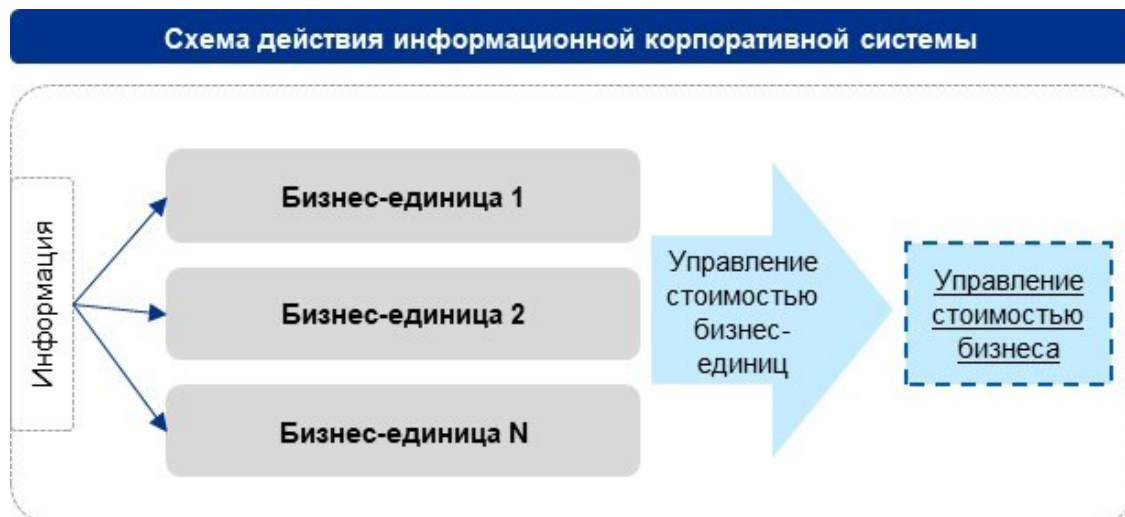 Схема действия информационной корпоративной системы
Информация
Бизнес-единица 1
Бизнес-единица 2
Бизнес-единица N
Управление
стоимостью
бизнес-
единиц
Управление
стоимостью
бизнеса